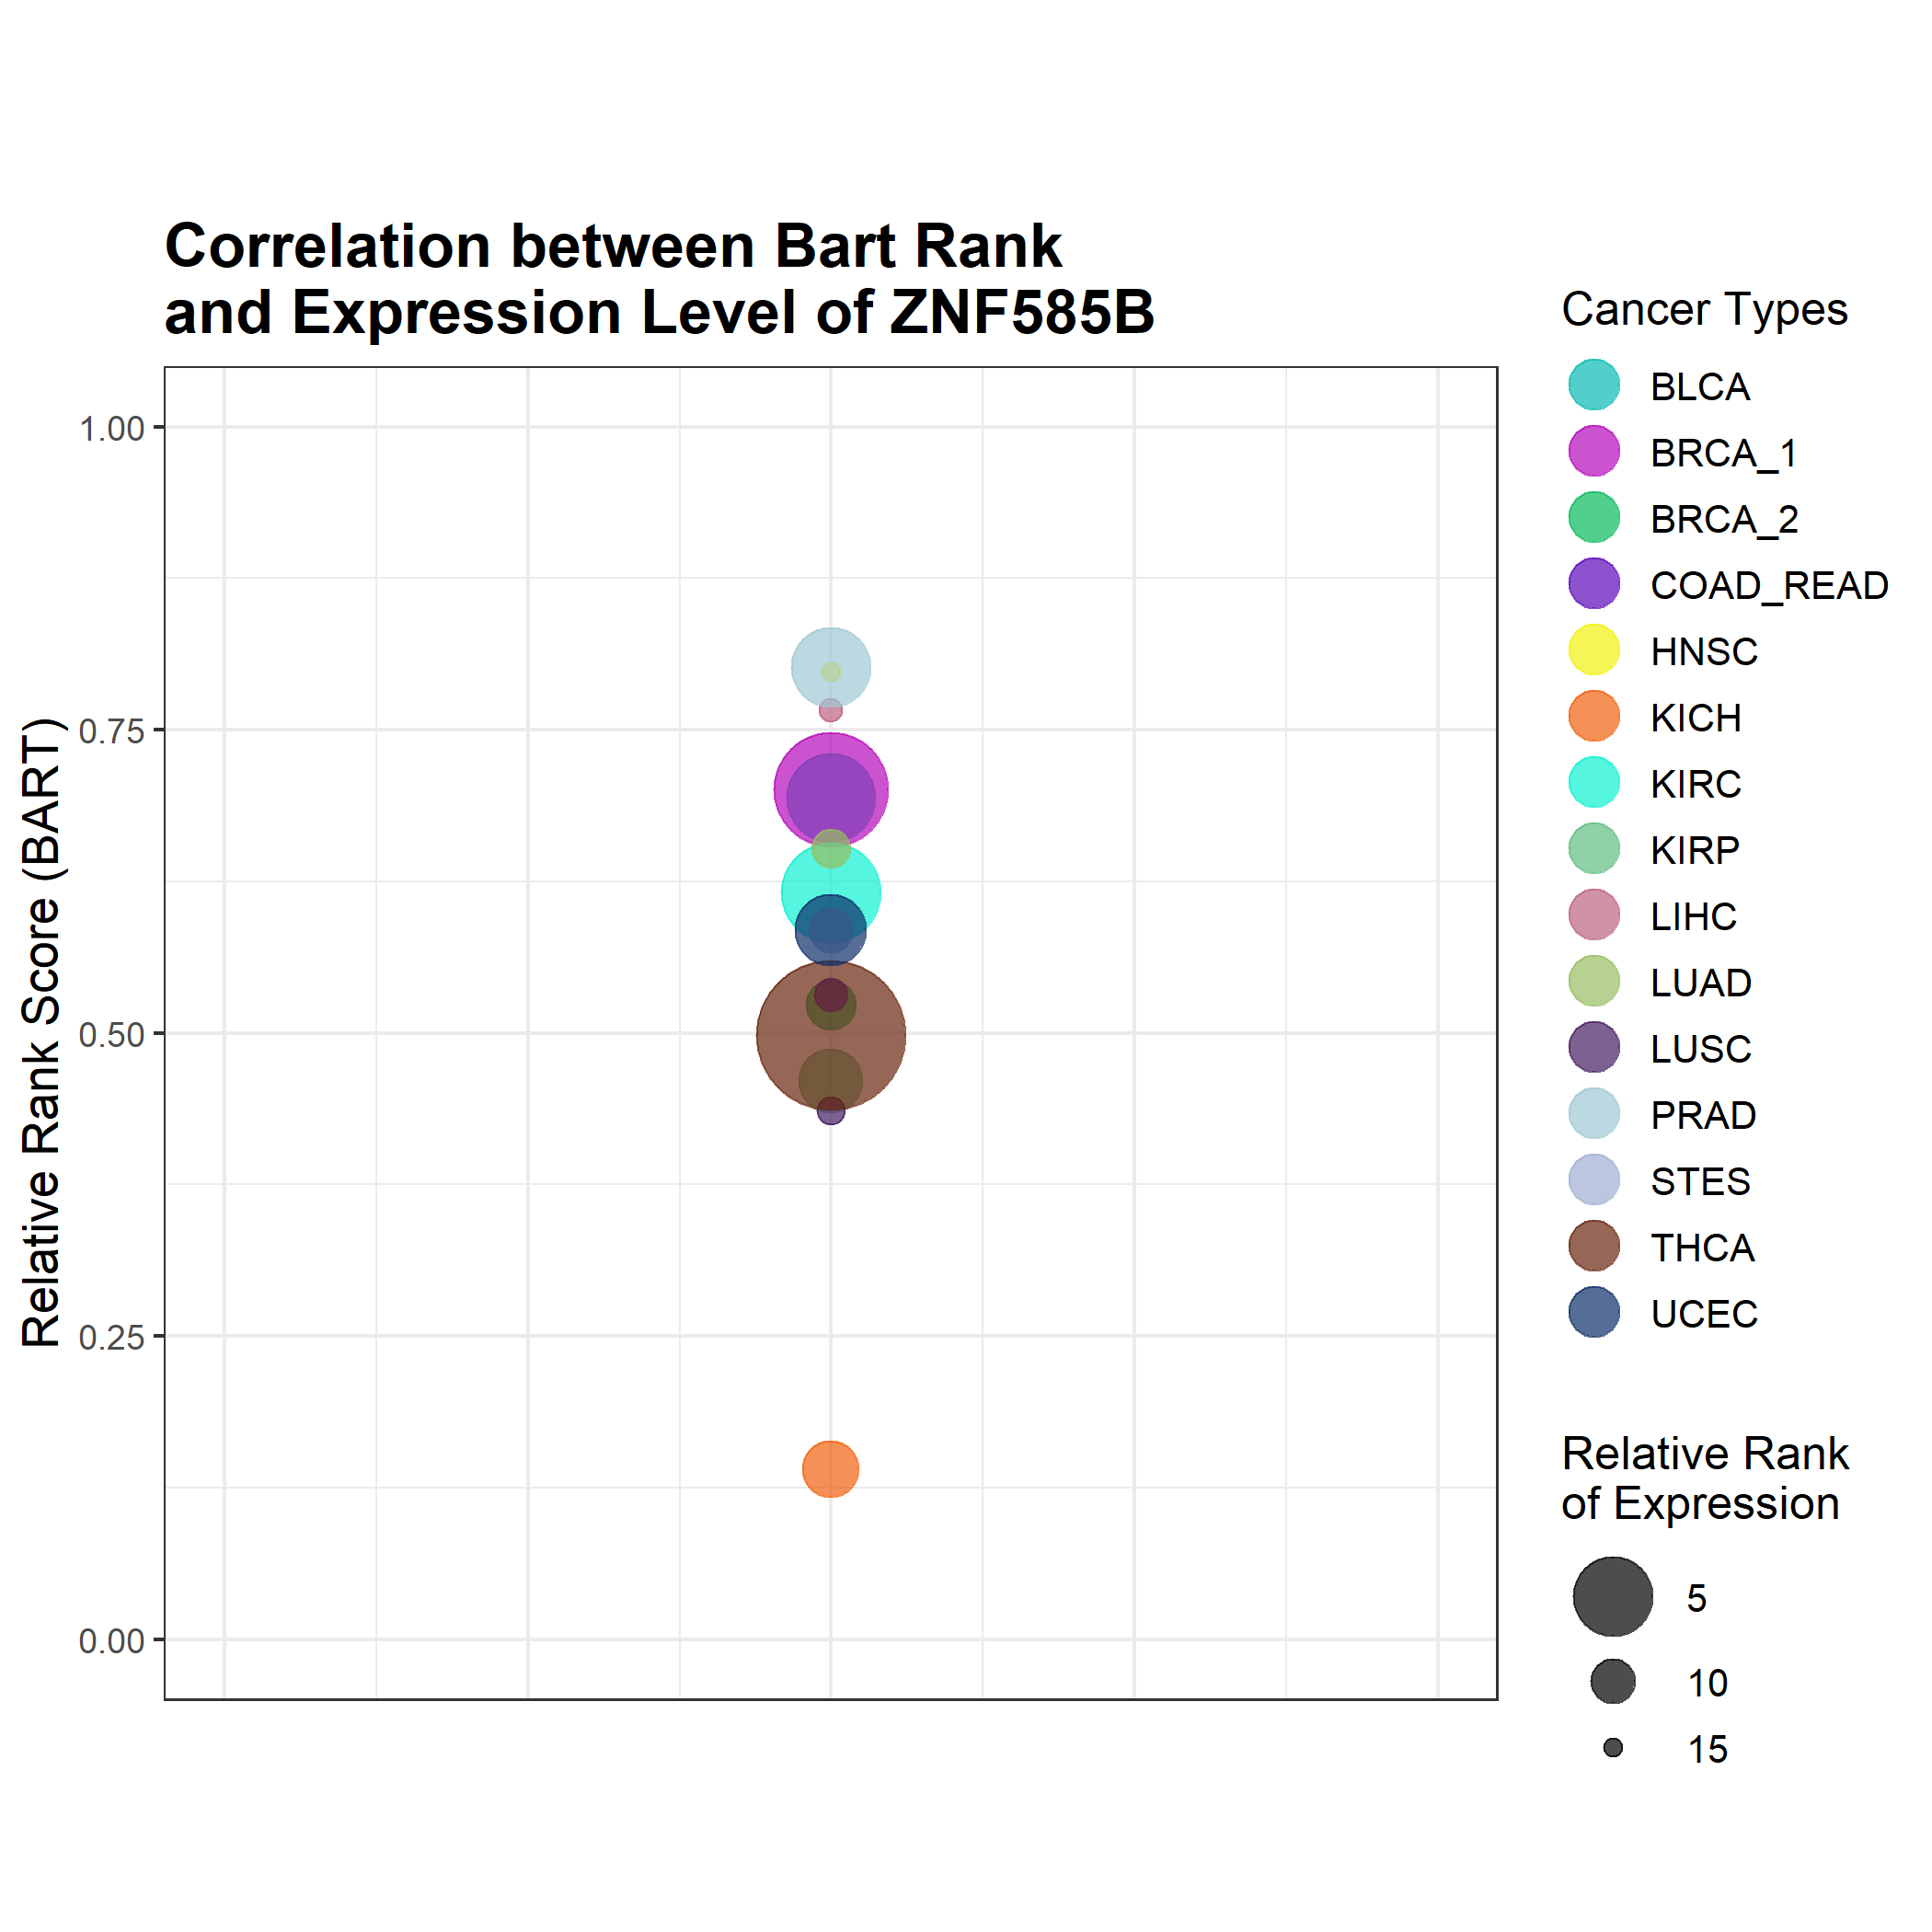 Correlation between Bart Rank
and Expression Level of ZNF585B
Relative Rank Score (BART)
1.00
0.75
0.50
0.25
0.00
Cancer Types
BLCA
BRCA_1
BRCA_2
COAD_READ
HNSC
KICH
KIRC
KIRP
LIHC
LUAD
LUSC
PRAD
STES
THCA
UCEC
Relative Rank
of Expression
5
10
15